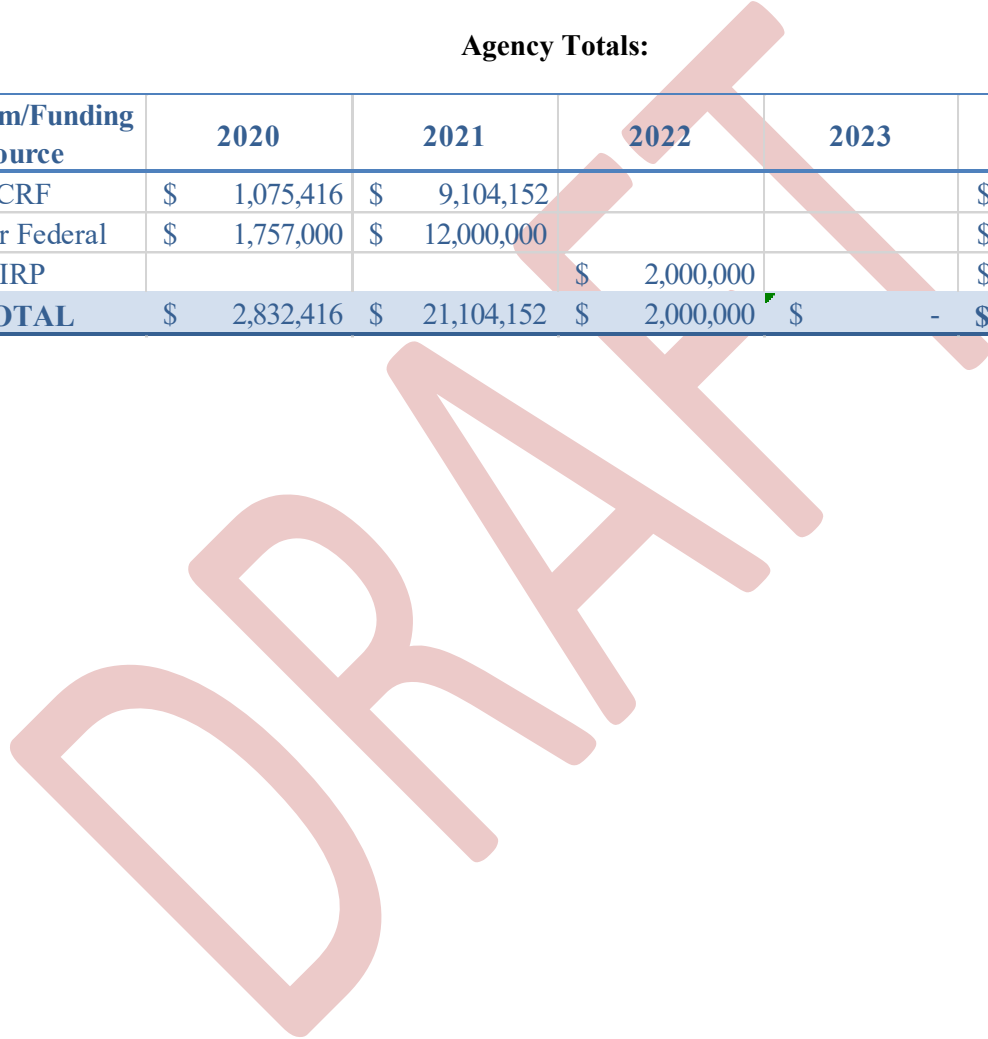 Agency Totals:
m/Funding
ource 2020 2021 2022 2023
CRF $ 1,075,416 $ 9,104,152 $
r Federal $ 1,757,000 $ 12,000,000 $
IRP $ 2,000,000 $
OTAL $ 2,832,416 $ 21,104,152 $ 2,000,000 $ - $
DRAFT